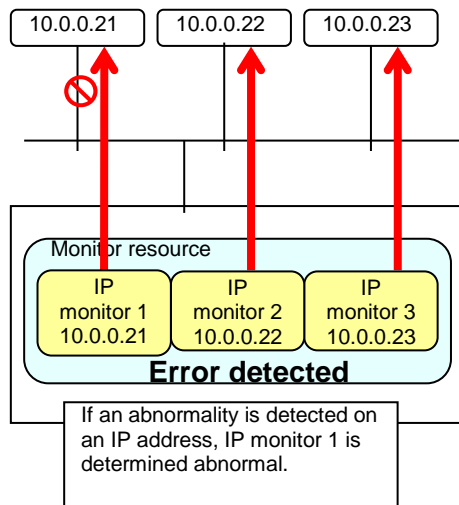 10.0.0.21
10.0.0.22
10.0.0.23
Monitor resource
IP
monitor 1
10.0.0.21
IP
monitor 2
10.0.0.22
IP
monitor 3
10.0.0.23
Error detected
If an abnormality is detected on
an IP address, IP monitor 1 is
determined abnormal.